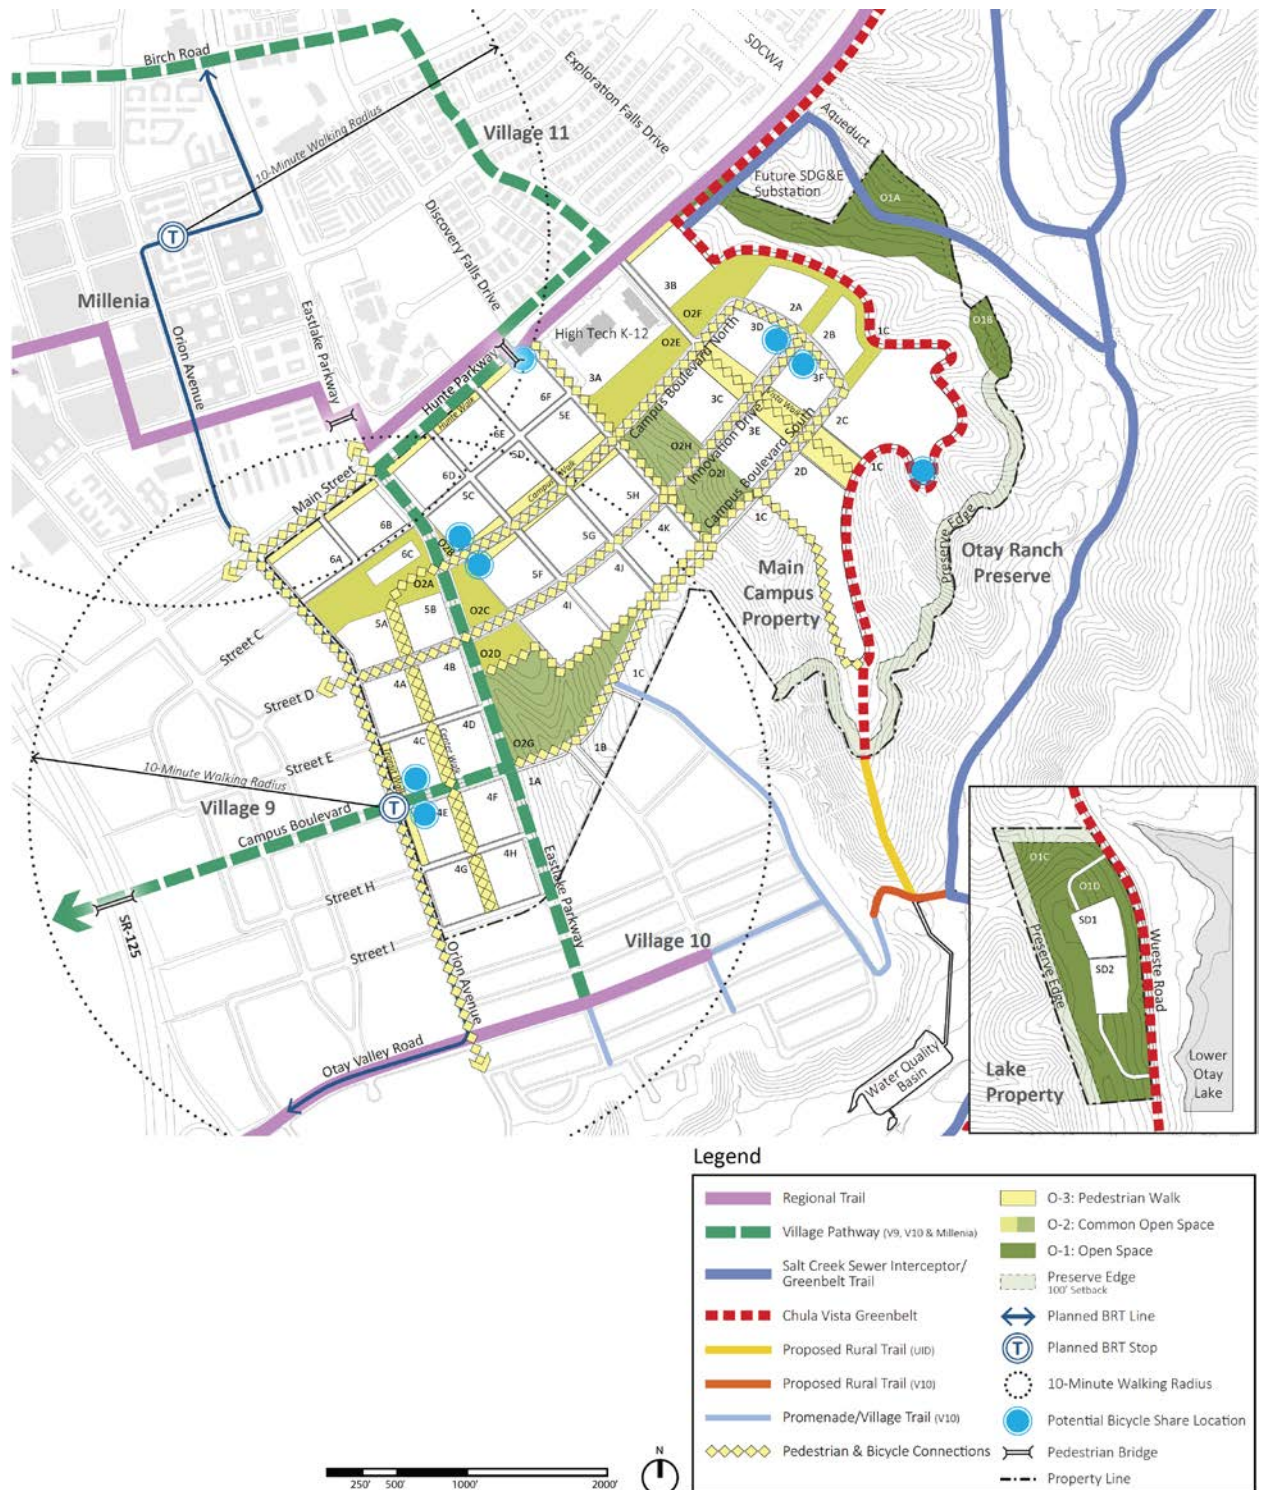 Birch Road
SDCWA
Exploration Falls Drive
10-Minute Walking Radius
Village 11
Aqueduct
Future SDG&E
Substation
O1A
T
Discovery Falls Drive
Millenia
Eastlake Parkway
Orion Avenue
3B
O2F
2A
3D
2B
1C
O1B
High Tech K-12
O2E
Campus Boulevard North
Hunte Parkway
Hunte Walk
3A
6F
5E
3C
3F
Innovation Drive
2C
6E
5D
O2H
3E
Campus Boulevard South
Main Street
6D
5C
Campus Walk
O2I
2D
1C
5H
1C
6B
4K
6A
6C
O2B
5G
Preserve Edge
Otay Ranch
Preserve
Main
Campus
Property
O2A
5F
4J
5B
O2C
4I
5A
Street C
O2D
4B
1C
Street D
4A
4D
4C
O2G
1B
Street E
Center Walk
10-Minute Walking Radius
1A
Village 9
T
4F
4E
Campus Boulevard
4H
Eastlake Parkway
4G
Street H
SR-125
Street I
Village 10
Orion Avenue
Otay Valley Road
Water Quality
Basin
O1C
O1D
SD1
SD2
Preserve Edge
Wueste Road
Lake
Property
Lower
Otay
Lake
Legend
Regional Trail
Village Pathway (V9, V10 & Millenia)
Salt Creek Sewer Interceptor/
Greenbelt Trail
Chula Vista Greenbelt
Proposed Rural Trail (UID)
Proposed Rural Trail (V10)
Promenade/Village Trail (V10)
Pedestrian & Bicycle Connections
O-3: Pedestrian Walk
O-2: Common Open Space
O-1: Open Space
Preserve Edge
100' Setback
Planned BRT Line
T Planned BRT Stop
10-Minute Walking Radius
Potential Bicycle Share Location
Pedestrian Bridge
Property Line
N
250' 500' 1000' 2000'